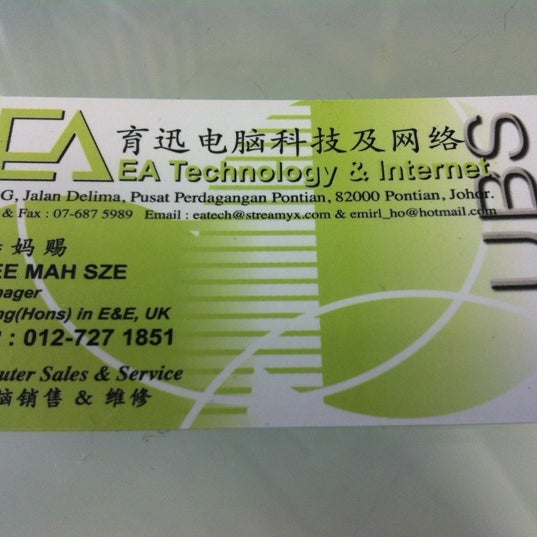 EA
育迅电脑科技及网络
EA Technology & Internet
G, Jalan Delima, Pusat Perdagangan Pontian, 82000 Pontian, Johor.
& Fax : 07-687 5989 Email : eatech@streamyx.com & emirl_ho@hotmail.com
妈赐
EE MAH SZE
nager
ng(Hons) in E&E, UK
: 012-727 1851
uter Sales & Service
脑销售 & 维修
UBS